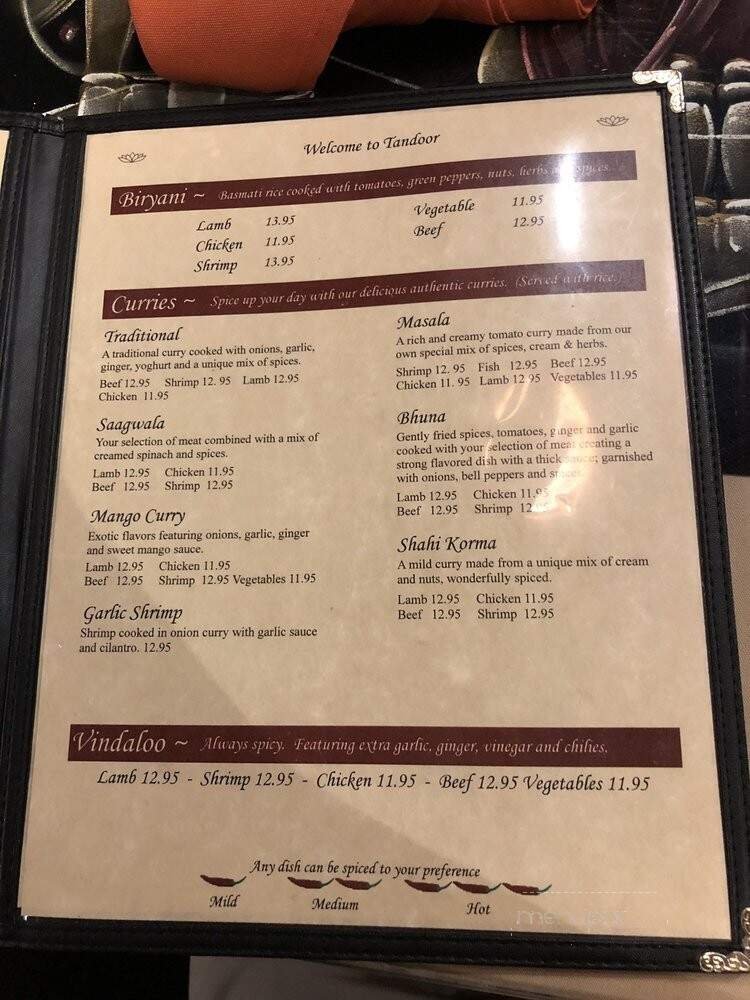 Welcome to Tandoor
Biryani ~ Basmati rice cooked with tomatoes, green peppers, nuts, herbs spices.
Lamb 13.95
Chicken 11.95
Shrimp 13.95
Vegetable 11.95
Beef 12.95
Curries ~ Spice up your day with our delicious authentic curries. (Served with rice.)
Traditional
A traditional curry cooked with onions, garlic,
ginger, yoghurt and a unique mix of spices.
Beef 12.95 Shrimp 12. 95 Lamb 12.95
Chicken 11.95
Saagwala
Your selection of meat combined with a mix of
creamed spinach and spices.
Lamb 12.95 Chicken 11.95
Beef 12.95 Shrimp 12.95
Mango Curry
Exotic flavors featuring onions, garlic, ginger
and sweet mango sauce.
Lamb 12.95 Chicken 11.95
Beef 12.95 Shrimp 12.95 Vegetables 11.95
Garlic Shrimp
Shrimp cooked in onion curry with garlic sauce
and cilantro. 12.95
Masala
A rich and creamy tomato curry made from our
own special mix of spices, cream & herbs.
Shrimp 12. 95 Fish 12.95 Beef 12.95
Chicken 11. 95 Lamb 12.95 Vegetables 11.95
Bhuna
Gently fried spices, tomatoes, ginger and garlic
cooked with your selection of meat creating a
strong flavored dish with a thick sauce; garnished
with onions, bell peppers and spices.
Lamb 12.95 Chicken 11.95
Beef 12.95 Shrimp
Shahi Korma
A mild curry made from a unique mix of cream
and nuts, wonderfully spiced.
Lamb 12.95 Chicken 11.95
Beef 12.95 Shrimp 12.95
Vindaloo ~ Always spicy. Featuring extra garlic, ginger, vinegar and chilies.
Lamb 12.95 - Shrimp 12.95 - Chicken 11.95 - Beef 12.95 Vegetables 11.95
Any dish can be spiced to your preference
Mild Medium Hot